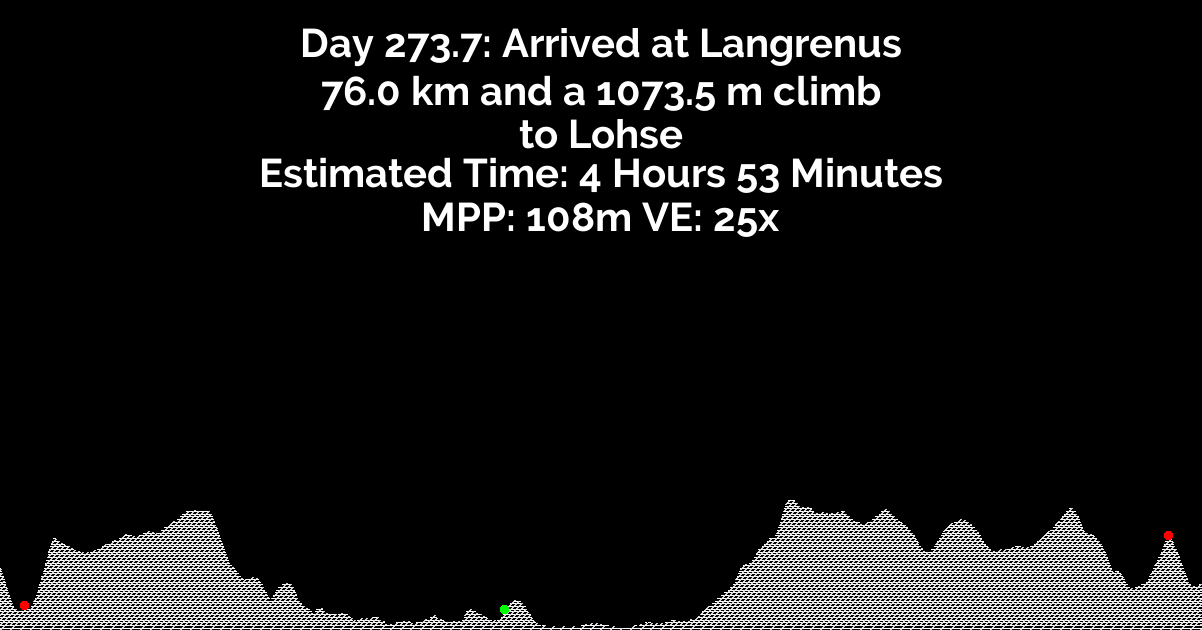 Day 273.7: Arrived at Langrenus
76.0 km and a 1073.5 m climb
to Lohse
Estimated Time: 4 Hours 53 Minutes
MPP: 108m VE: 25x